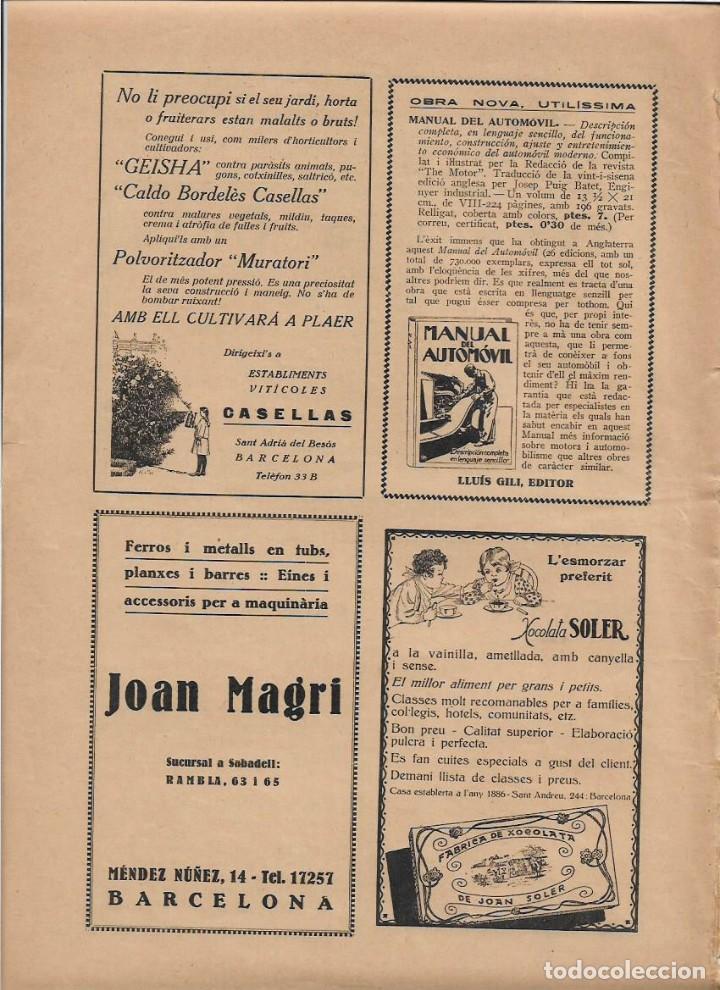 No li preocupi si el seu jardí, horta
o fruiterars estan malalts o bruts!
Conegui i usi, com milers d'horticultors i
cultivadors:
"GEISHA" contra paràsits animals, pu-
gons, cotxinilles, saltricó, etc.
"Caldo Bordelès Casellas"
contra malares vegetals, mildiu, taques,
crema i atròfia de fulles i fruits.
Apliqui'ls amb un
Polvoritzador "Muratori"
El de més potent pressió. Es una preciositat
la seva construcció i maneig. No s'ha de
bombar ruixant!
AMB ELL CULTIVARÁ A PLAER
Dirigeixi's a
ESTABLIMENTS
VITÍCOLES
CASELLAS
Sant Adrià del Besòs
BARCELONA
Telèfon 33 B
OBRA NOVA, UTILÍSSIMA
MANUAL DEL AUTOMOVIL. — Descripción
completa, en lenguaje sencillo, del funciona-
miento, construcción, ajuste y entretenimien-
to económico del automóvil moderno. Compi-
lat i illustrat per la Redacció de la revista
"The Motor". Traducció de la vint-i-sisena
edició anglesa per Josep Puig Batet, Engi-
nyer industrial. — Un volum de 13 ½ × 21
cm., de VIII-224 pàgines, amb 196 gravats.
Relligat, coberta amb colors, ptes. 7. (Per
correu, certificat, ptes. 0'30 de més.)
L'èxit immens que ha obtingut a Anglaterra
aquest Manual del Automóvil (26 edicions, amb un
total de 730.000 exemplars, expressa ell tot sol,
amb l'eloqüència de les xifres, més del que nos-
altres podríem dir. Es que realment es tracta d'una
obra que està escrita en llenguatge senzill per
tal que pugui ésser compresa per tothom. Qui
és que, per propi inte-
rès, no ha de tenir sem-
pre a mà una obra com
aquesta, que li perme-
trà de conèixer a fons
el seu automòbil i ob-
tenir d'ell el màxim ren-
diment? Hi ha la ga-
rantia que està redac-
tada per especialistes en
la matèria els quals han
sabut encabir en aquest
Manual més informació
sobre motors i automo-
bilisme que altres obres
de caràcter similar.
MANUAL
DEL
AUTOMÓVIL
Descripción completa
en lenguaje sencillo
LLUÍS GILI, EDITOR
Ferros i metalls en tubs,
planxes i barres :: Eines i
accessoris per a maquinària
Joan Magri
Sucursal a Sabadell:
RAMBLA, 63 i 65
MÉNDEZ NÚÑEZ, 14 - Tel. 17257
BARCELONA
L'esmorzar
preferit
Xocolata SOLER
a la vainilla, ametllada, amb canyella
i sense.
El millor aliment per grans i petits.
Classes molt recomanables per a famílies,
col·legis, hotels, comunitats, etc.
Bon preu - Calitat superior - Elaboració
pulcra i perfecta.
Es fan cuites especials a gust del client.
Demani llista de classes i preus.
Casa establerta a l'any 1886 - Sant Andreu, 244: Barcelona
FABRICA DE XOCOLATA
DE JOAN SOLER
todocoleccion
todocoleccion.net